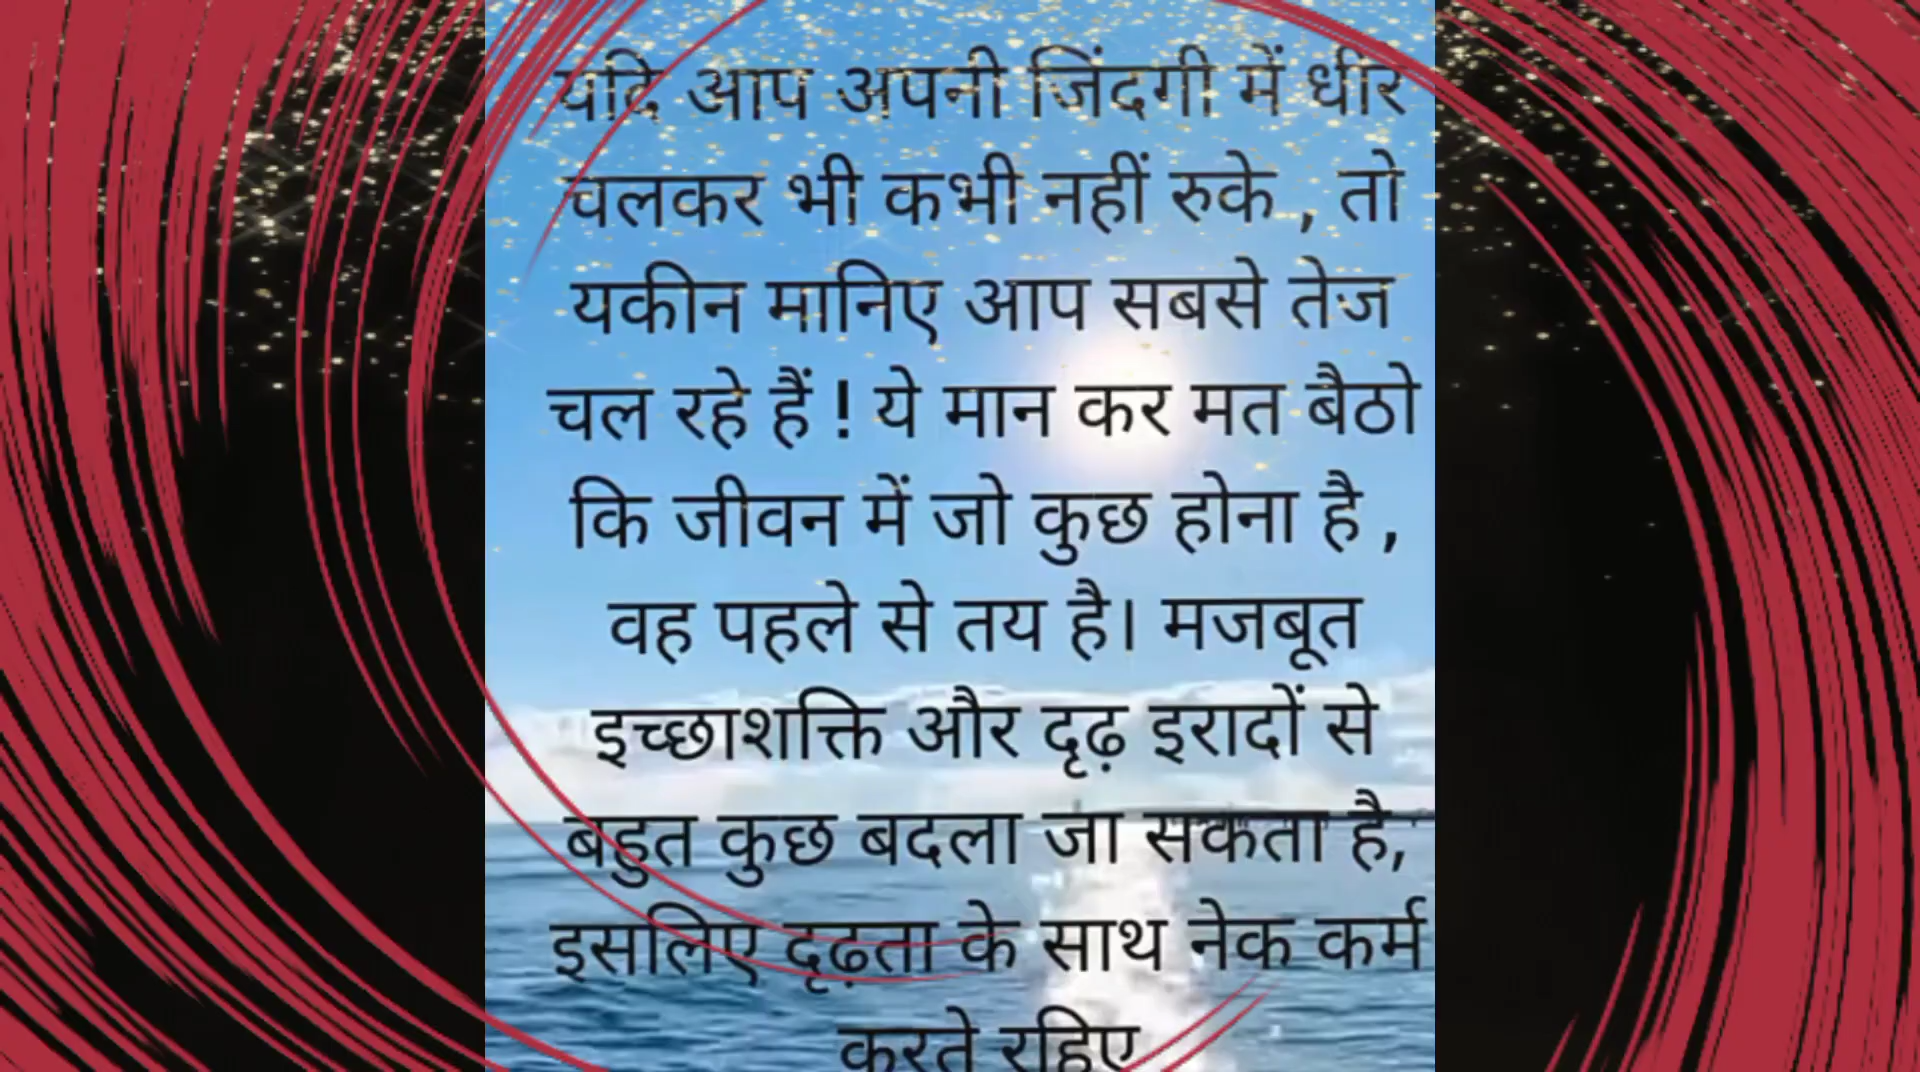 यदि आप अपनी जिंदगी में धीर
चलकर भी कभी नहीं रुके , तो
यकीन मानिए आप सबसे तेज
चल रहे हैं ! ये मान कर मत बैठो
कि जीवन में जो कुछ होना है ,
वह पहले से तय है। मजबूत
इच्छाशक्ति और दृढ़ इरादों से
बहुत कुछ बदला जा सकता है,
इसलिए दृढ़ता के साथ नेक कर्म
करते रहिए